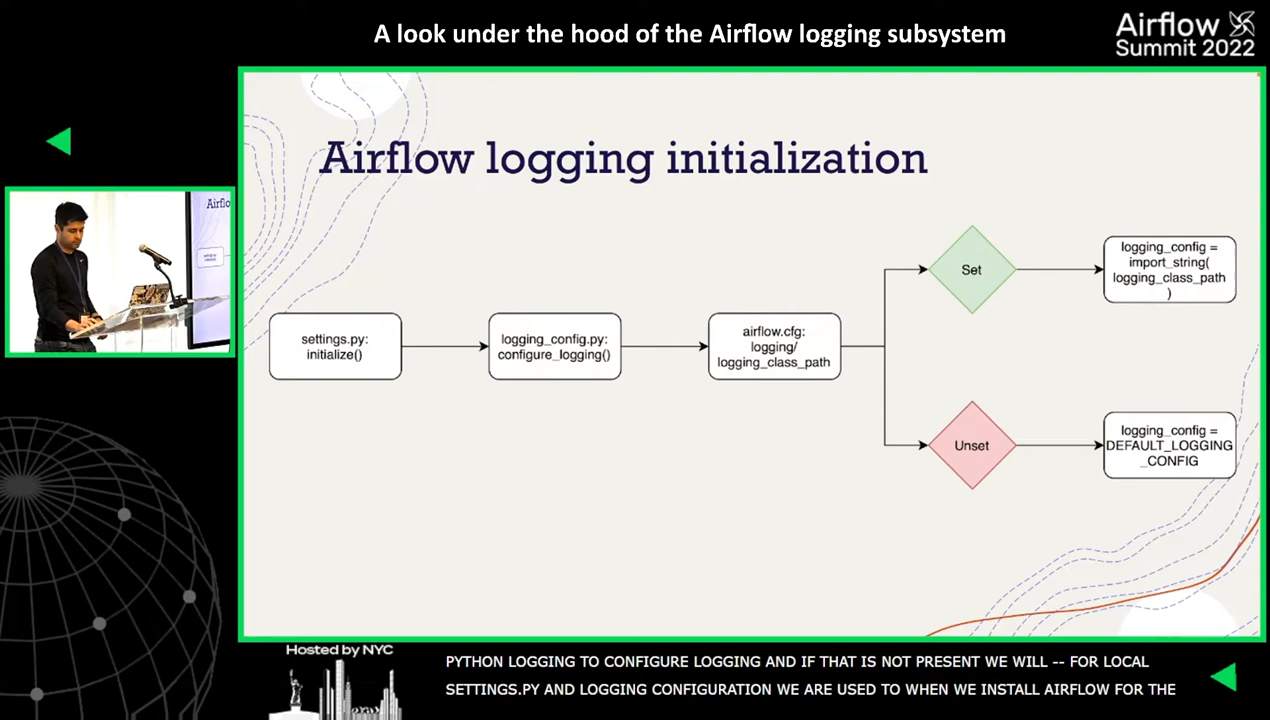 A look under the hood of the Airflow logging subsystem
Airflow
Summit 2022
Airflow logging initialization
settings.py:
initialize()
logging_config.py:
configure_logging()
airflow.cfg:
logging/
logging_class_path
Set
logging_config =
import_string(
logging_class_path
)
Unset
logging_config =
DEFAULT_LOGGING
_CONFIG
Airflo
Hosted by NYC
PYTHON LOGGING TO CONFIGURE LOGGING AND IF THAT IS NOT PRESENT WE WILL -- FOR LOCAL
SETTINGS.PY AND LOGGING CONFIGURATION WE ARE USED TO WHEN WE INSTALL AIRFLOW FOR THE